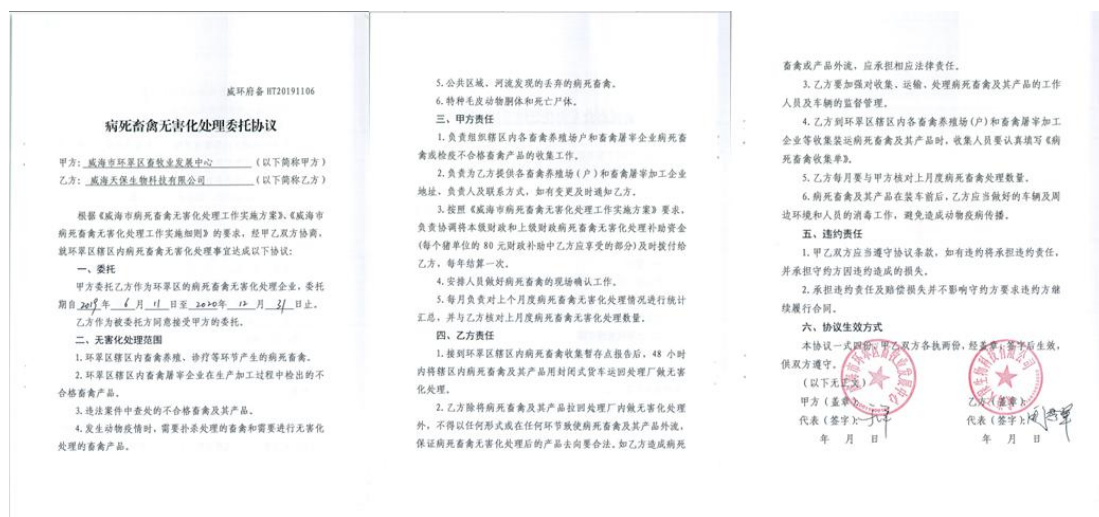 威环府备 HT20191106
病死畜禽无害化处理委托协议
甲方：威海市环翠区畜牧业发展中心（以下简称甲方）
乙方：威海天保生物科技有限公司（以下简称乙方）
根据《威海市病死畜禽无害化处理工作实施方案》、《威海市
病死畜禽无害化处理工作实施细则》的要求，经甲乙双方协商，
就环翠区辖区内病死畜禽无害化处理事宜达成以下协议：
一、委托
甲方委托乙方作为环翠区的病死畜禽无害化处理企业，委托
期自 2019 年 6 月 11 日至 2020 年 12 月 31 日止。
乙方作为被委托方同意接受甲方的委托。
二、无害化处理范围
1.环翠区辖区内畜禽养殖、诊疗等环节产生的病死畜禽。
2.环翠区辖区内畜禽屠宰企业在生产加工过程中检出的不
合格畜禽产品。
3.违法案件中查处的不合格畜禽及其产品。
4.发生动物疫情时，需要扑杀处理的畜禽和需要进行无害化
处理的畜禽产品。
5.公共区域、河流发现的丢弃的病死畜禽。
6.特种毛皮动物胴体和死亡尸体。
三、甲方责任
1.负责组织辖区内各畜禽养殖场户和畜禽屠宰企业病死畜
禽或检疫不合格畜禽产品的收集工作。
2.负责为乙方提供各畜禽养殖场（户）和畜禽屠宰加工企业
地址、负责人及联系方式，如有变更及时通知乙方。
3.按照《威海市病死畜禽无害化处理工作实施方案》要求，
负责协调将本级财政和上级财政病死畜禽无害化处理补助资金
(每个猪单位的 80 元财政补助中乙方应享受的部分)及时拨付给
乙方，每年结算一次。
4.安排人员做好病死畜禽的现场确认工作。
5.每月负责对上个月度病死畜禽无害化处理情况进行统计
汇总，并与乙方核对上月度病死畜禽无害化处理数量。
四、乙方责任
1.接到环翠区辖区内病死畜禽收集暂存点报告后，48 小时
内将辖区内病死畜禽及其产品用封闭式货车运回处理厂做无害
化处理。
2.乙方除将病死畜禽及其产品拉回处理厂内做无害化处理
外，不得以任何形式或在任何环节致使病死畜禽及其产品外流，
保证病死畜禽无害化处理后的产品去向要合法。如乙方造成病死
畜禽或产品外流，应承担相应法律责任。
3.乙方要加强对收集、运输、处理病死畜禽及其产品的工作
人员及车辆的监督管理。
4.乙方到环翠区辖区内各畜禽养殖场(户)和畜禽屠宰加工
企业等收集装运病死畜禽及其产品时，收集人员要认真填写《病
死畜禽收集单》。
5.乙方每月要与甲方核对上月度病死畜禽处理数量。
6.病死畜禽及其产品在装车前后，乙方应当做好的车辆及周
边环境和人员的消毒工作，避免造成动物疫病传播。
五、违约责任
1.甲乙双方应当遵守协议条款，如有违约将承担违约责任，
并承担守约方因违约造成的损失。
2.承担违约责任及赔偿损失并不影响守约方要求违约方继
续履行合同。
六、协议生效方式
本协议一式四份，甲乙双方各执两份，经盖章、签字后生效，
供双方遵守。
（以下无正文）
甲方（盖章）： 乙方（盖章）：
代表（签字）： 代表（签字）：
年 月 日 年 月 日